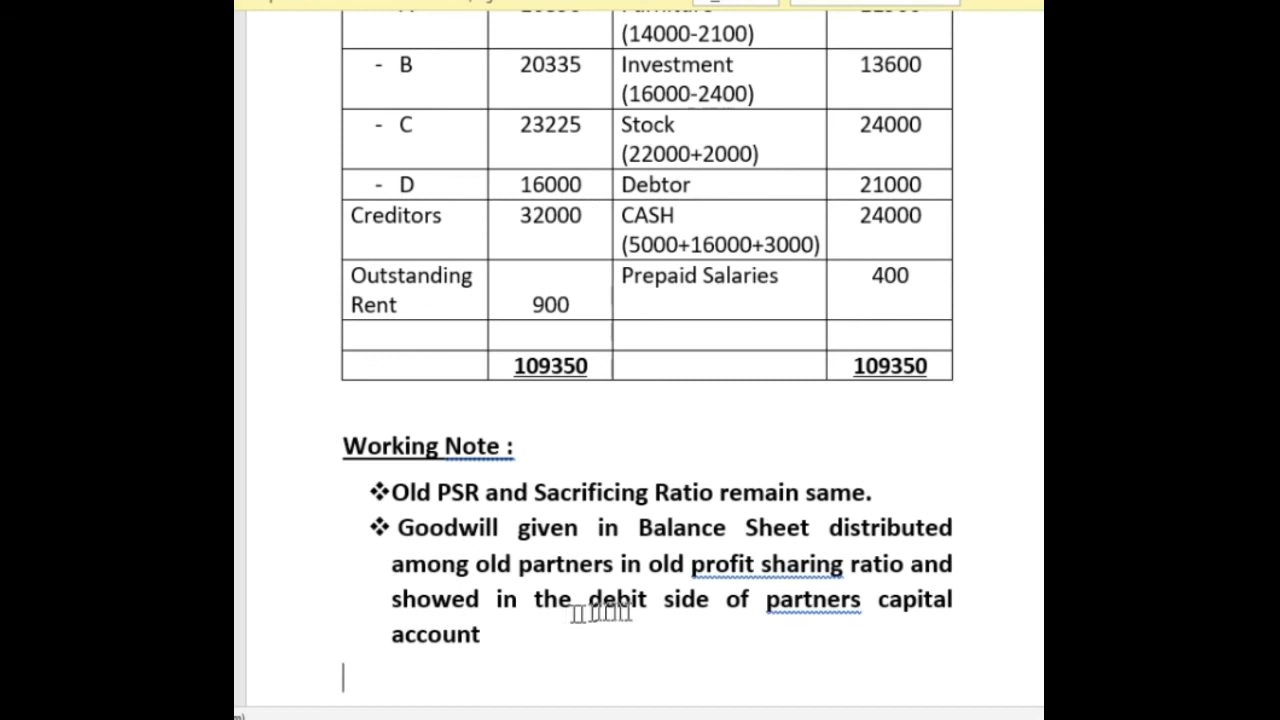 (14000-2100)
- B 20335 Investment 13600
(16000-2400)
- C 23225 Stock 24000
(22000+2000)
- D 16000 Debtor 21000
Creditors 32000 CASH 24000
(5000+16000+3000)
Outstanding Prepaid Salaries 400
Rent 900
109350 109350
Working Note :
❖Old PSR and Sacrificing Ratio remain same.
❖ Goodwill given in Balance Sheet distributed
among old partners in old profit sharing ratio and
showed in the debit side of partners capital
account